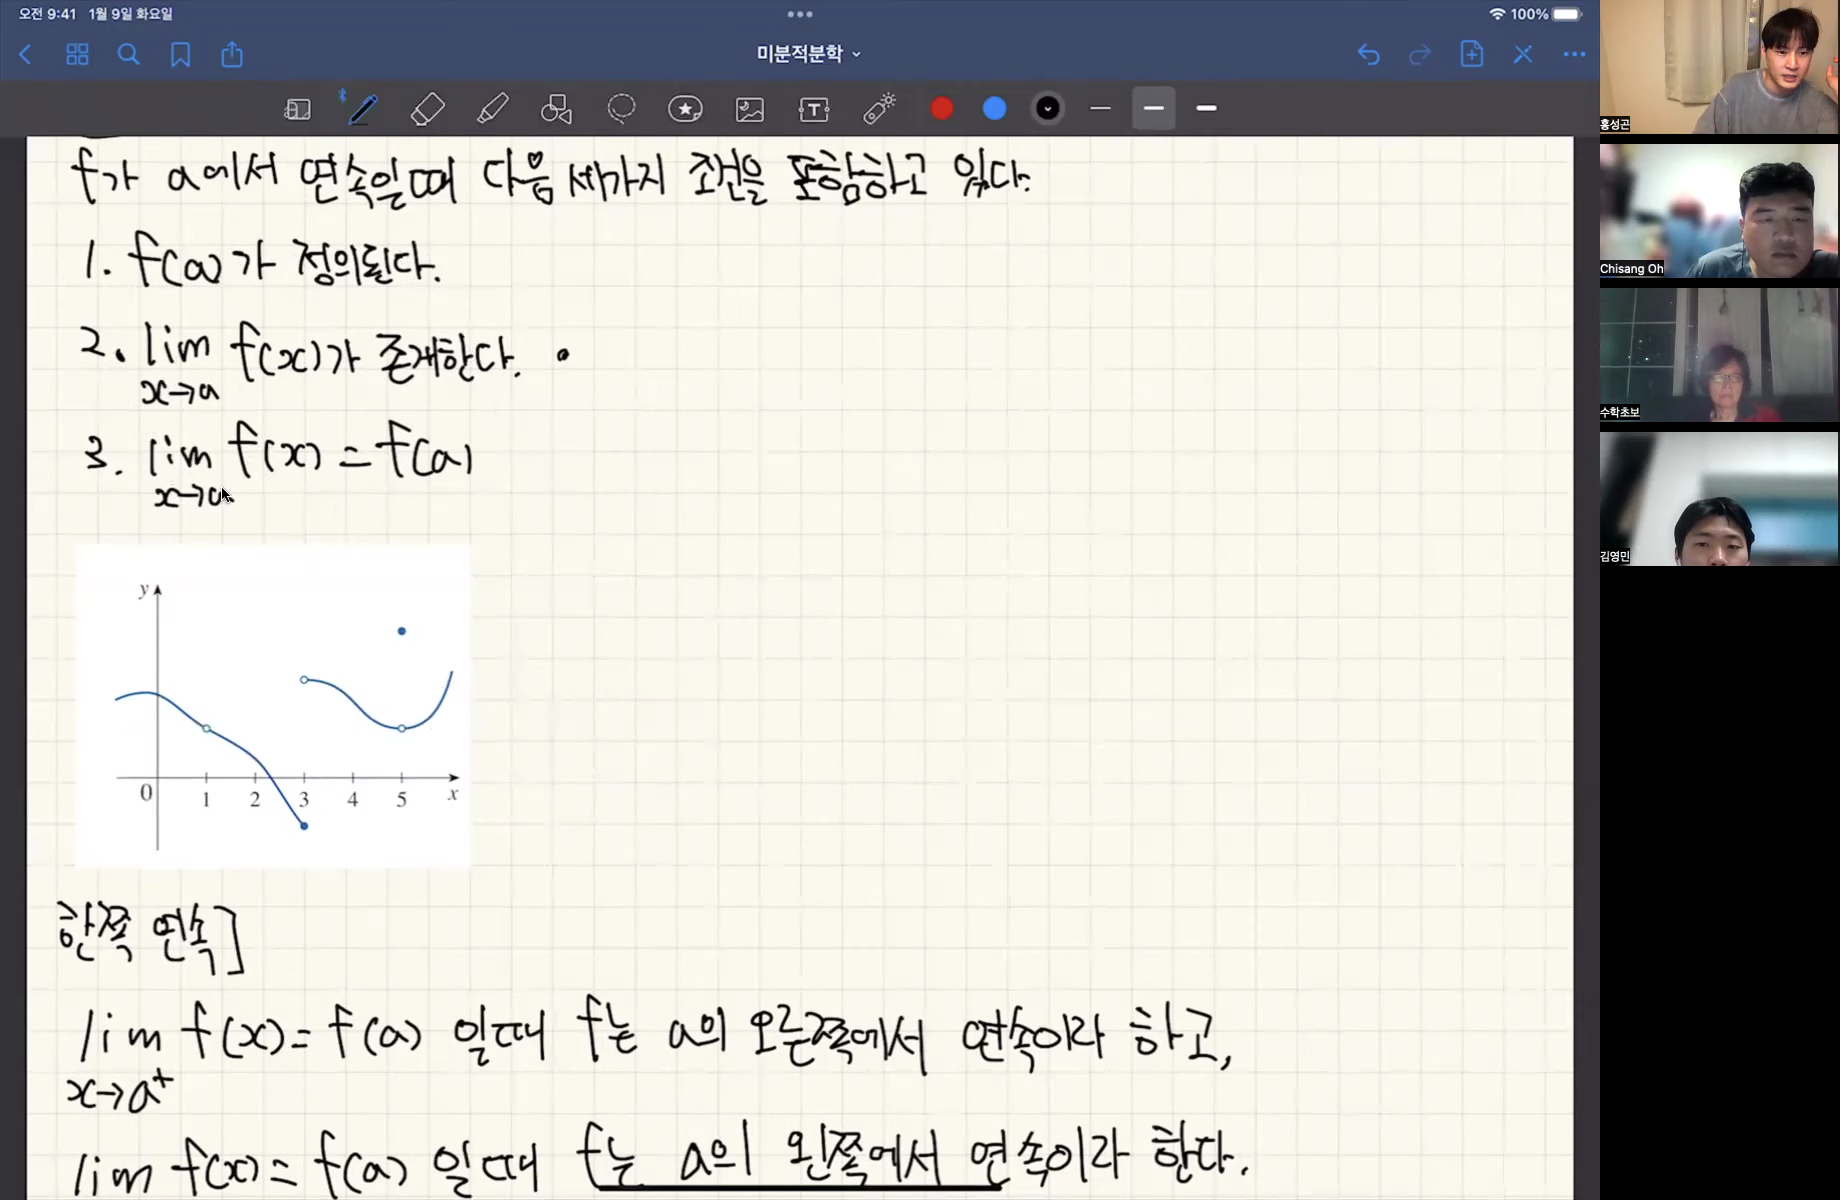 오전 9:41 1월 9일 화요일
100%
미분적분학
f가 a에서 연속일때 다음 세가지 조건을 포함하고 있다.
1. f(a)가 정의된다.
2. lim f(x)가 존재한다.
x→a
3. lim f(x) = f(a)
x→a
y
0 1 2 3 4 5 x
한쪽 연속]
lim f(x) = f(a) 일때 f는 a의 오른쪽에서 연속이라 하고,
x→a⁺
lim f(x) = f(a) 일때 f는 a의 왼쪽에서 연속이라 한다.
홍성곤
Chisang Oh
수학초보
김영민